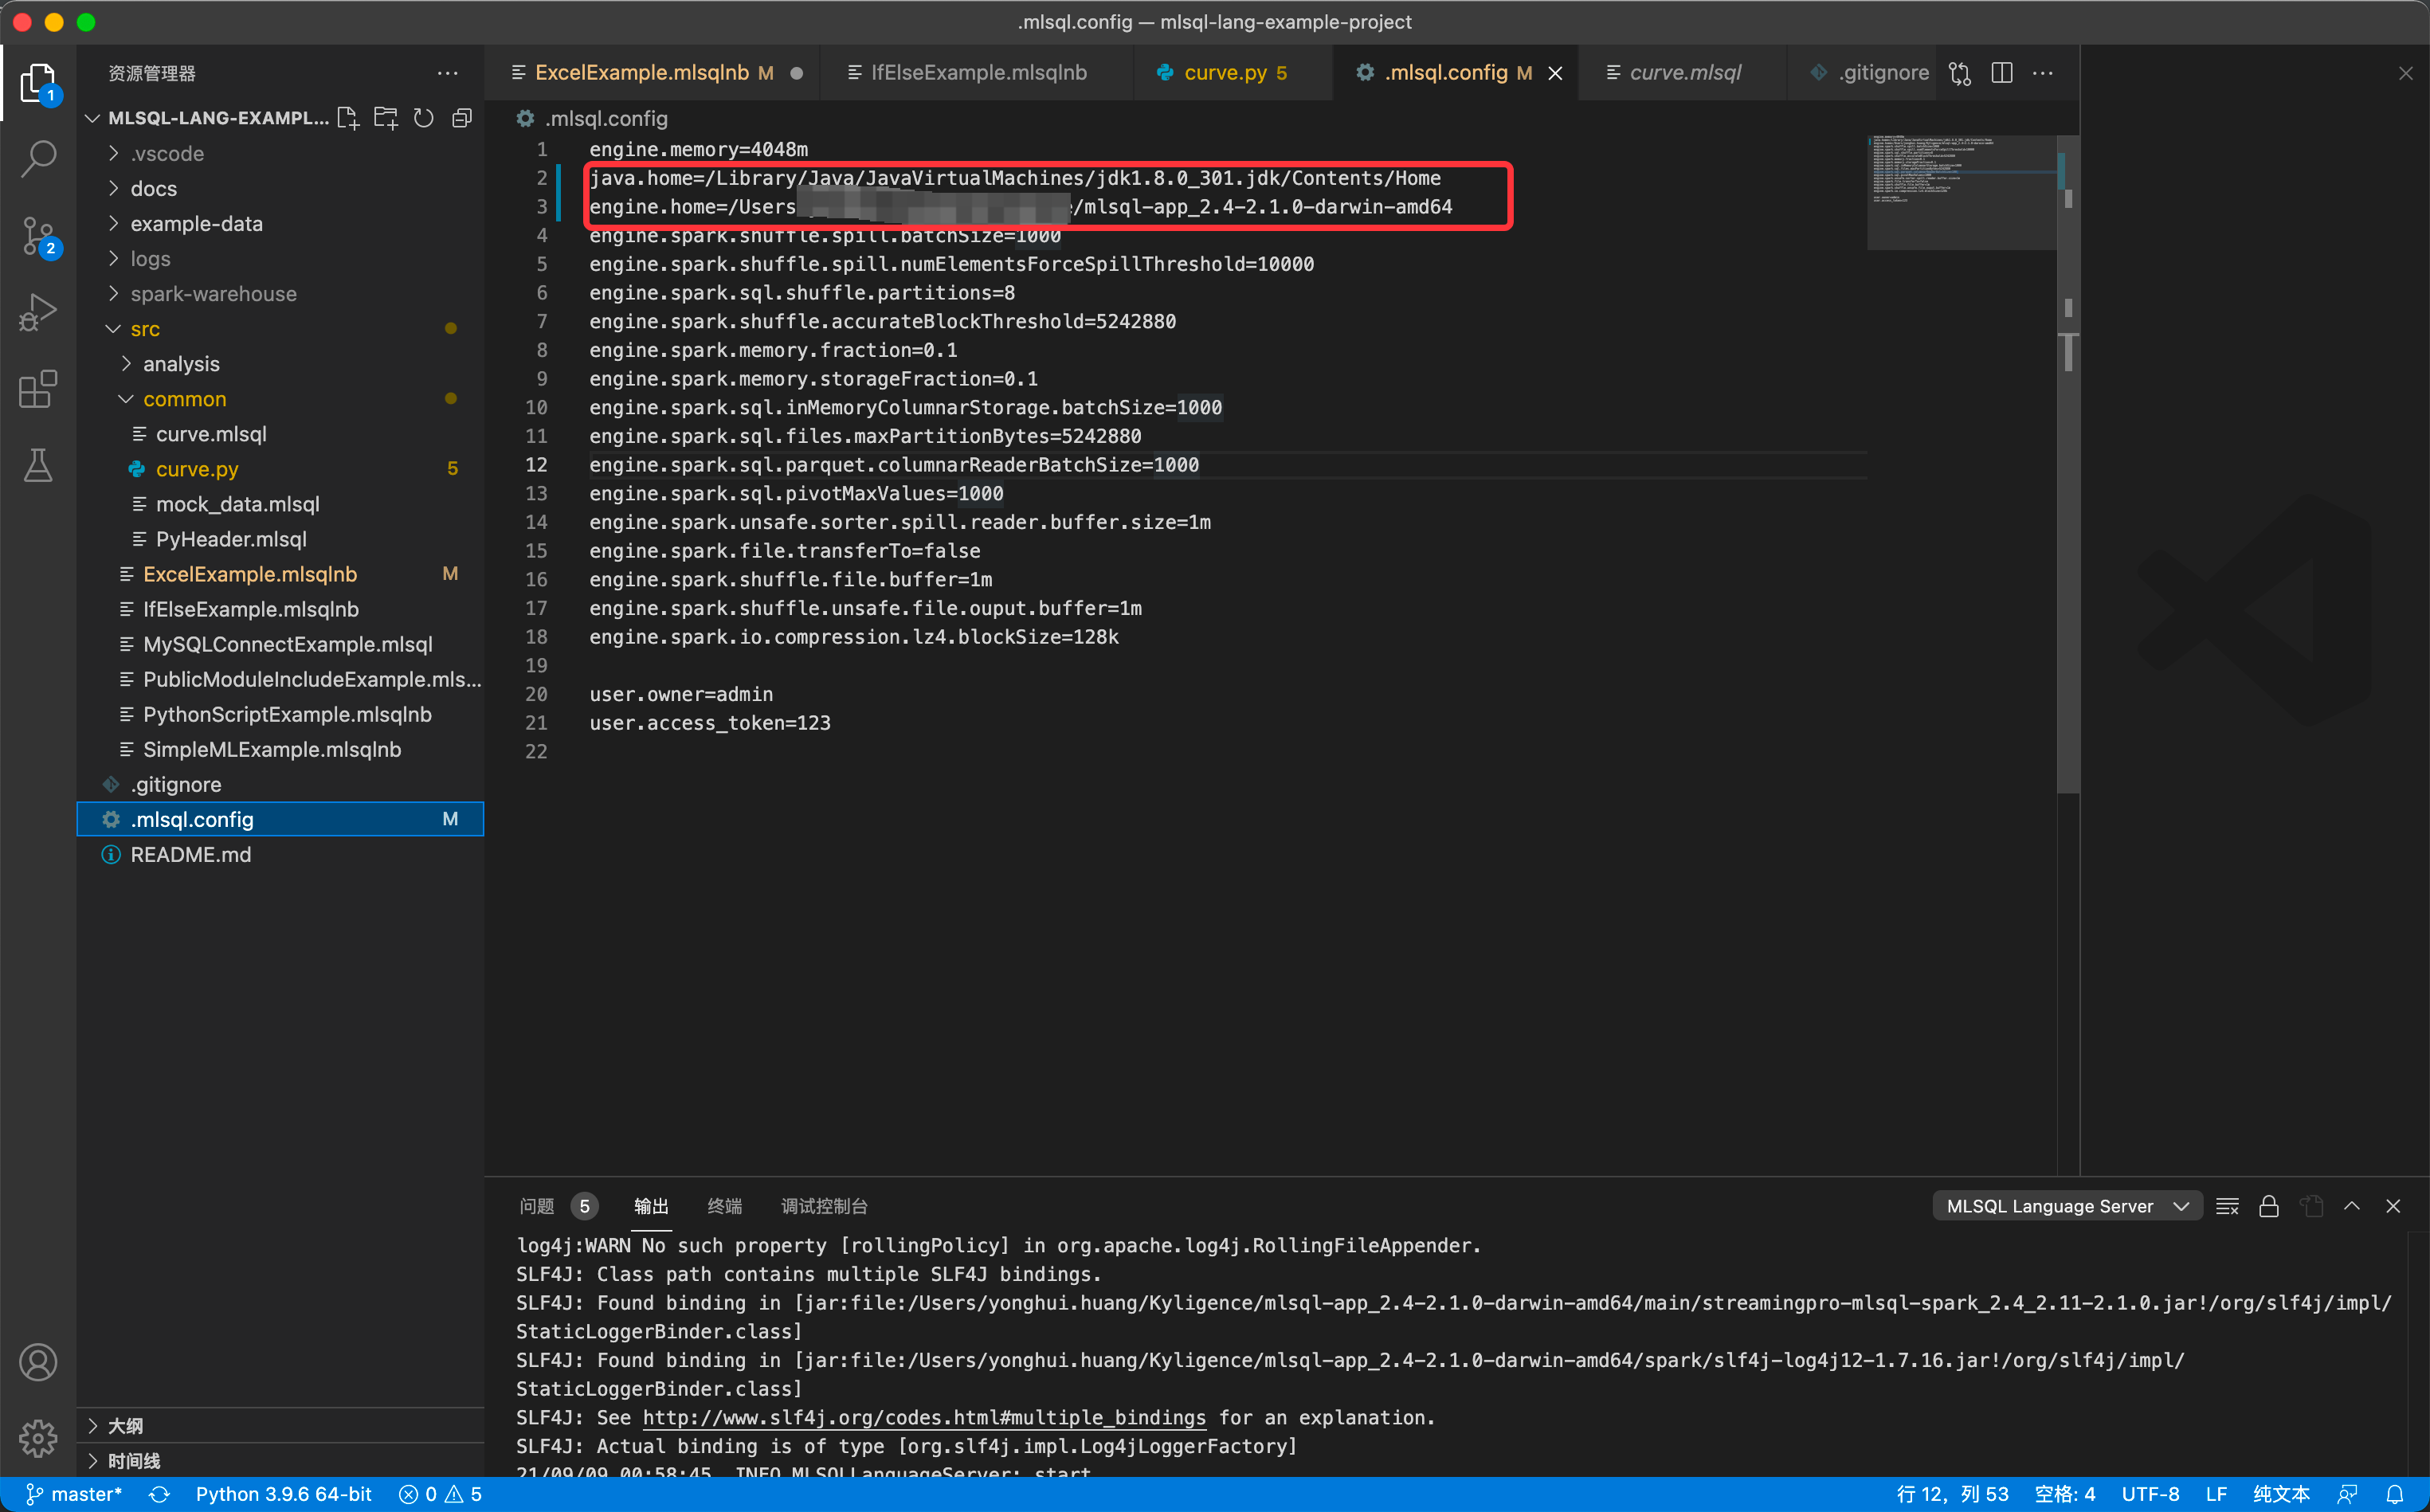 .mlsql.config — mlsql-lang-example-project
资源管理器
ExcelExample.mlsqlnb M
IfElseExample.mlsqlnb
curve.py 5
.mlsql.config M
curve.mlsql
.gitignore
1
MLSQL-LANG-EXAMPL...
.mlsql.config
.vscode
docs
example-data
logs
spark-warehouse
src
analysis
common
curve.mlsql
curve.py 5
mock_data.mlsql
PyHeader.mlsql
ExcelExample.mlsqlnb M
IfElseExample.mlsqlnb
MySQLConnectExample.mlsql
PublicModuleIncludeExample.mls...
PythonScriptExample.mlsqlnb
SimpleMLExample.mlsqlnb
.gitignore
.mlsql.config M
README.md
2
大纲
时间线
1 engine.memory=4048m
2 java.home=/Library/Java/JavaVirtualMachines/jdk1.8.0_301.jdk/Contents/Home
3 engine.home=/Users /mlsql-app_2.4-2.1.0-darwin-amd64
4 engine.spark.shuffle.spill.batchSize=1000
5 engine.spark.shuffle.spill.numElementsForceSpillThreshold=10000
6 engine.spark.sql.shuffle.partitions=8
7 engine.spark.shuffle.accurateBlockThreshold=5242880
8 engine.spark.memory.fraction=0.1
9 engine.spark.memory.storageFraction=0.1
10 engine.spark.sql.inMemoryColumnarStorage.batchSize=1000
11 engine.spark.sql.files.maxPartitionBytes=5242880
12 engine.spark.sql.parquet.columnarReaderBatchSize=1000
13 engine.spark.sql.pivotMaxValues=1000
14 engine.spark.unsafe.sorter.spill.reader.buffer.size=1m
15 engine.spark.file.transferTo=false
16 engine.spark.shuffle.file.buffer=1m
17 engine.spark.shuffle.unsafe.file.ouput.buffer=1m
18 engine.spark.io.compression.lz4.blockSize=128k
19
20 user.owner=admin
21 user.access_token=123
22
问题 5 输出 终端 调试控制台
MLSQL Language Server
log4j:WARN No such property [rollingPolicy] in org.apache.log4j.RollingFileAppender.
SLF4J: Class path contains multiple SLF4J bindings.
SLF4J: Found binding in [jar:file:/Users/yonghui.huang/Kyligence/mlsql-app_2.4-2.1.0-darwin-amd64/main/streamingpro-mlsql-spark_2.4_2.11-2.1.0.jar!/org/slf4j/impl/
StaticLoggerBinder.class]
SLF4J: Found binding in [jar:file:/Users/yonghui.huang/Kyligence/mlsql-app_2.4-2.1.0-darwin-amd64/spark/slf4j-log4j12-1.7.16.jar!/org/slf4j/impl/
StaticLoggerBinder.class]
SLF4J: See http://www.slf4j.org/codes.html#multiple_bindings for an explanation.
SLF4J: Actual binding is of type [org.slf4j.impl.Log4jLoggerFactory]
21/09/09 00:58:45 INFO MLSQLLanguageServer: start
master* Python 3.9.6 64-bit 0 5
行 12，列 53 空格: 4 UTF-8 LF 纯文本